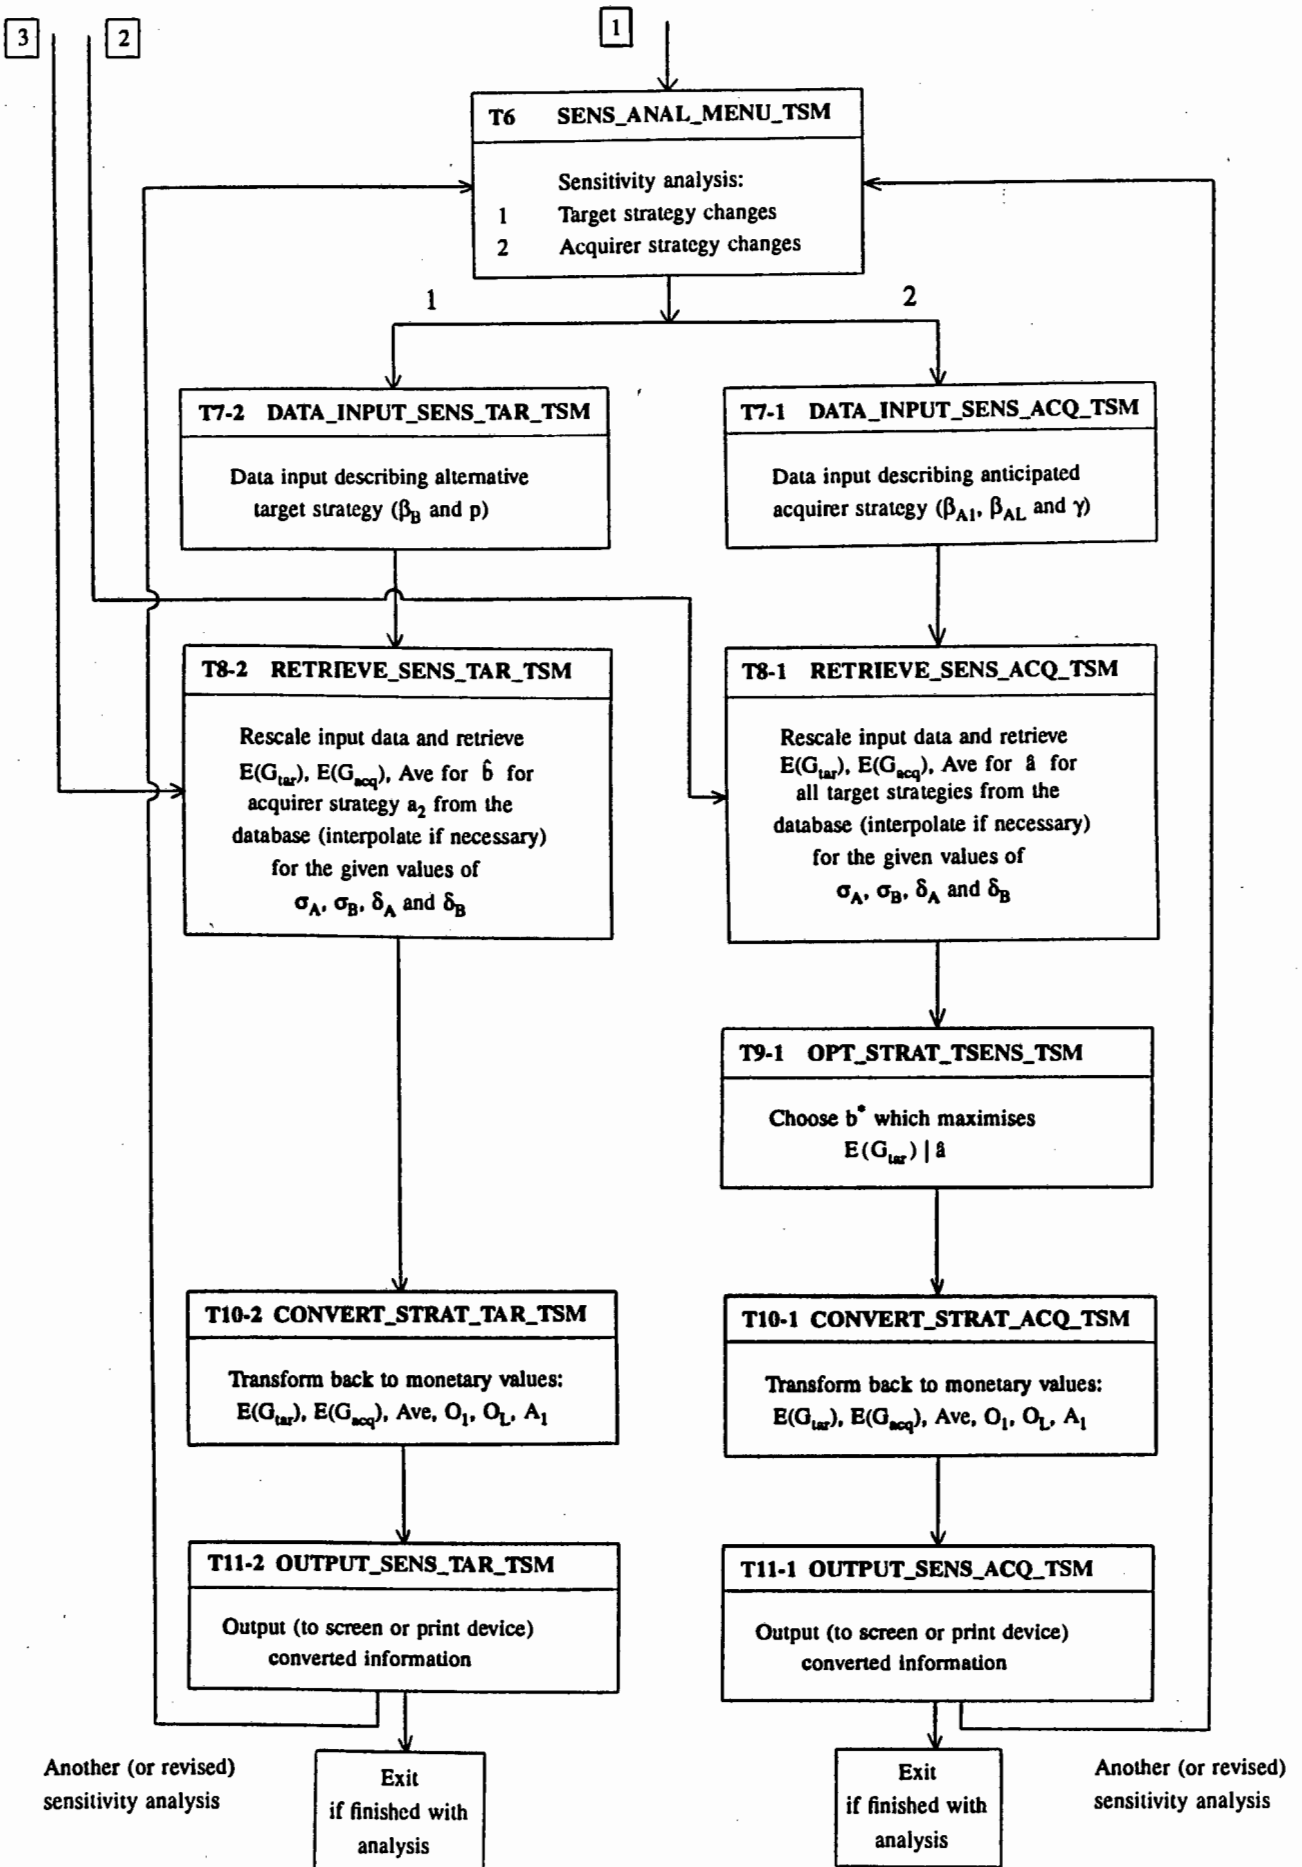 3
2
1
T6 SENS_ANAL_MENU_TSM
Sensitivity analysis:
1 Target strategy changes
2 Acquirer strategy changes
1
2
T7-2 DATA_INPUT_SENS_TAR_TSM
Data input describing alternative
target strategy (β_B and p)
T7-1 DATA_INPUT_SENS_ACQ_TSM
Data input describing anticipated
acquirer strategy (β_A1, β_AL and γ)
T8-2 RETRIEVE_SENS_TAR_TSM
Rescale input data and retrieve
E(G_tar), E(G_acq), Ave for b̂ for
acquirer strategy a₂ from the
database (interpolate if necessary)
for the given values of
σ_A, σ_B, δ_A and δ_B
T8-1 RETRIEVE_SENS_ACQ_TSM
Rescale input data and retrieve
E(G_tar), E(G_acq), Ave for â for
all target strategies from the
database (interpolate if necessary)
for the given values of
σ_A, σ_B, δ_A and δ_B
T9-1 OPT_STRAT_TSENS_TSM
Choose b* which maximises
E(G_tar) | â
T10-2 CONVERT_STRAT_TAR_TSM
Transform back to monetary values:
E(G_tar), E(G_acq), Ave, O₁, O_L, A₁
T10-1 CONVERT_STRAT_ACQ_TSM
Transform back to monetary values:
E(G_tar), E(G_acq), Ave, O₁, O_L, A₁
T11-2 OUTPUT_SENS_TAR_TSM
Output (to screen or print device)
converted information
T11-1 OUTPUT_SENS_ACQ_TSM
Output (to screen or print device)
converted information
Another (or revised)
sensitivity analysis
Exit
if finished with
analysis
Exit
if finished with
analysis
Another (or revised)
sensitivity analysis